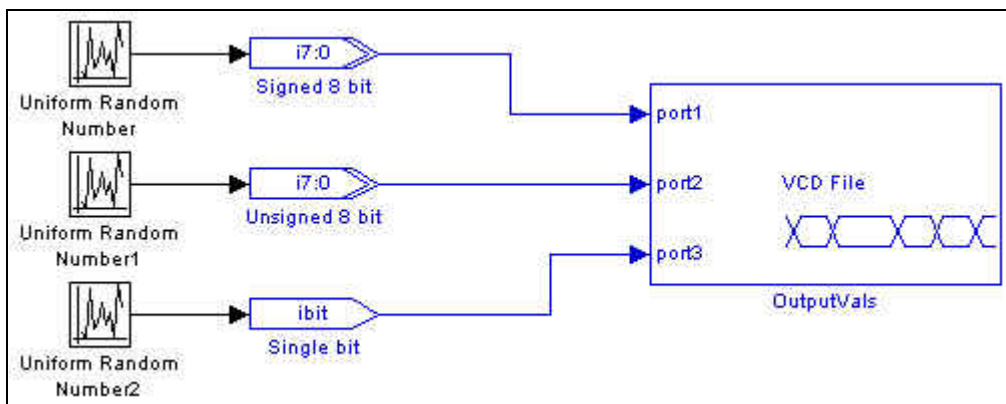 i7:0
Signed 8 bit
Uniform Random
Number
port1
i7:0
Unsigned 8 bit
Uniform Random
Number1
port2
VCD File
port3
OutputVals
ibit
Single bit
Uniform Random
Number2